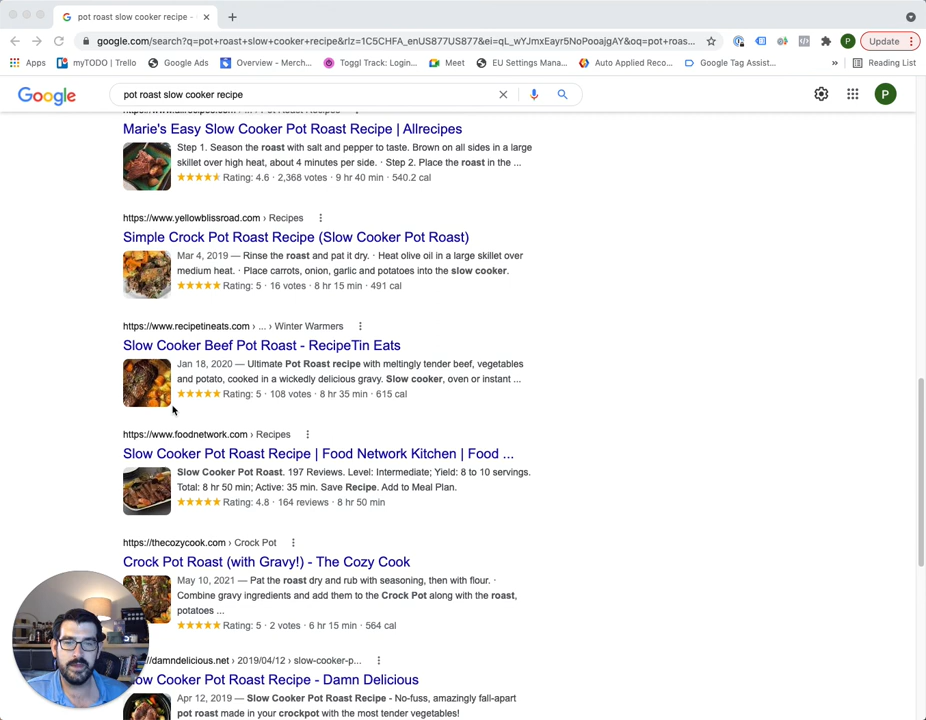 pot roast slow cooker recipe -
google.com/search?q=pot+roast+slow+cooker+recipe&rlz=1C5CHFA_enUS877US877&ei=qL_wYJmxEayr5NoPooajgAY&oq=pot+roas...
Update
Apps
myTODO | Trello
Google Ads
Overview – Merch...
Toggl Track: Login...
Meet
EU Settings Mana...
Auto Applied Reco...
Google Tag Assist...
»
Reading List
Google
pot roast slow cooker recipe
P
Marie's Easy Slow Cooker Pot Roast Recipe | Allrecipes
Step 1. Season the roast with salt and pepper to taste. Brown on all sides in a large
skillet over high heat, about 4 minutes per side. · Step 2. Place the roast in the ...
Rating: 4.6 · 2,368 votes · 9 hr 40 min · 540.2 cal
https://www.yellowblissroad.com › Recipes
Simple Crock Pot Roast Recipe (Slow Cooker Pot Roast)
Mar 4, 2019 — Rinse the roast and pat it dry. · Heat olive oil in a large skillet over
medium heat. · Place carrots, onion, garlic and potatoes into the slow cooker.
Rating: 5 · 16 votes · 8 hr 15 min · 491 cal
https://www.recipetineats.com › ... › Winter Warmers
Slow Cooker Beef Pot Roast - RecipeTin Eats
Jan 18, 2020 — Ultimate Pot Roast recipe with meltingly tender beef, vegetables
and potato, cooked in a wickedly delicious gravy. Slow cooker, oven or instant ...
Rating: 5 · 108 votes · 8 hr 35 min · 615 cal
https://www.foodnetwork.com › Recipes
Slow Cooker Pot Roast Recipe | Food Network Kitchen | Food ...
Slow Cooker Pot Roast. 197 Reviews. Level: Intermediate; Yield: 8 to 10 servings.
Total: 8 hr 50 min; Active: 35 min. Save Recipe. Add to Meal Plan.
Rating: 4.8 · 164 reviews · 8 hr 50 min
https://thecozycook.com › Crock Pot
Crock Pot Roast (with Gravy!) - The Cozy Cook
May 10, 2021 — Pat the roast dry and rub with seasoning, then with flour. ·
Combine gravy ingredients and add them to the Crock Pot along with the roast,
potatoes ...
Rating: 5 · 2 votes · 6 hr 15 min · 564 cal
//damndelicious.net › 2019/04/12 › slow-cooker-p...
ow Cooker Pot Roast Recipe - Damn Delicious
Apr 12, 2019 — Slow Cooker Pot Roast Recipe - No-fuss, amazingly fall-apart
pot roast made in your crockpot with the most tender vegetables!